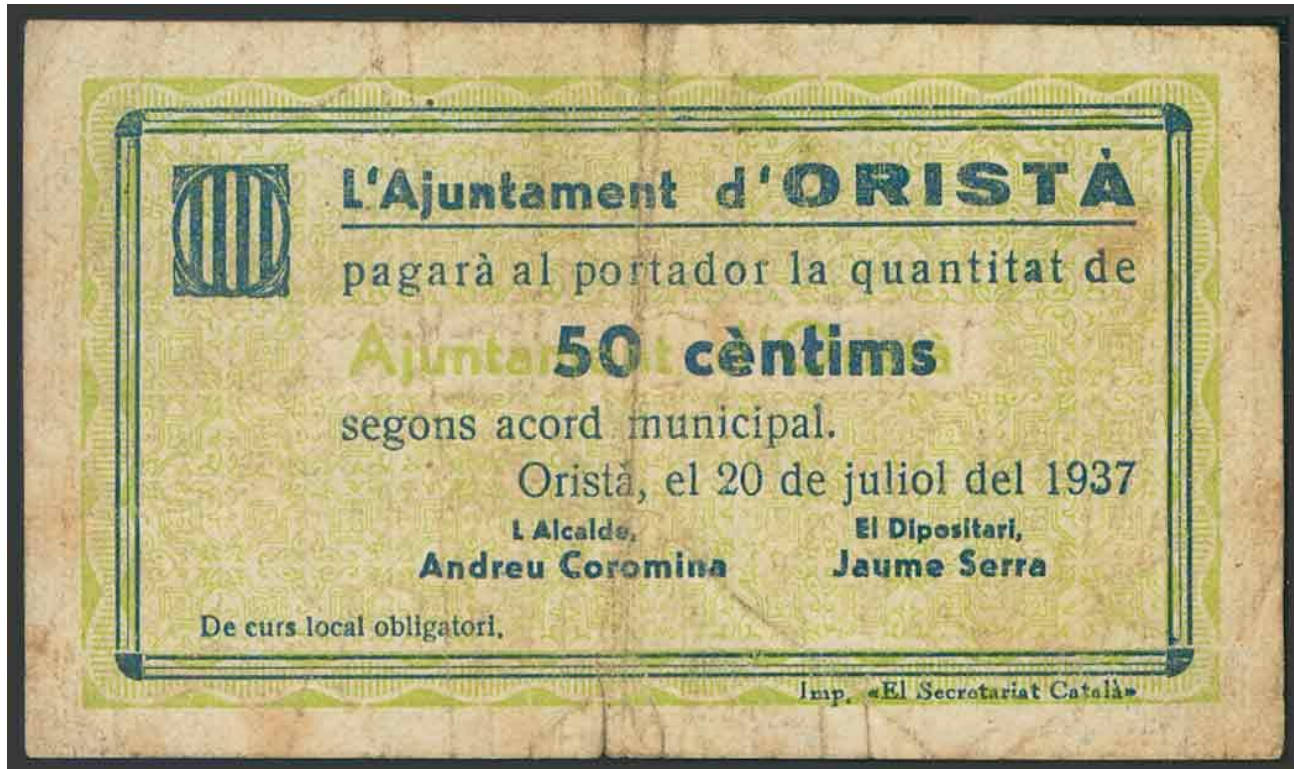 L'Ajuntament d'ORISTÀ
pagarà al portador la quantitat de
50 cèntims
segons acord municipal.
Oristá, el 20 de juliol del 1937
L Alcalde, El Dipositari,
Andreu Coromina Jaume Serra
De curs local obligatori.
Imp. «El Secretariat Català»